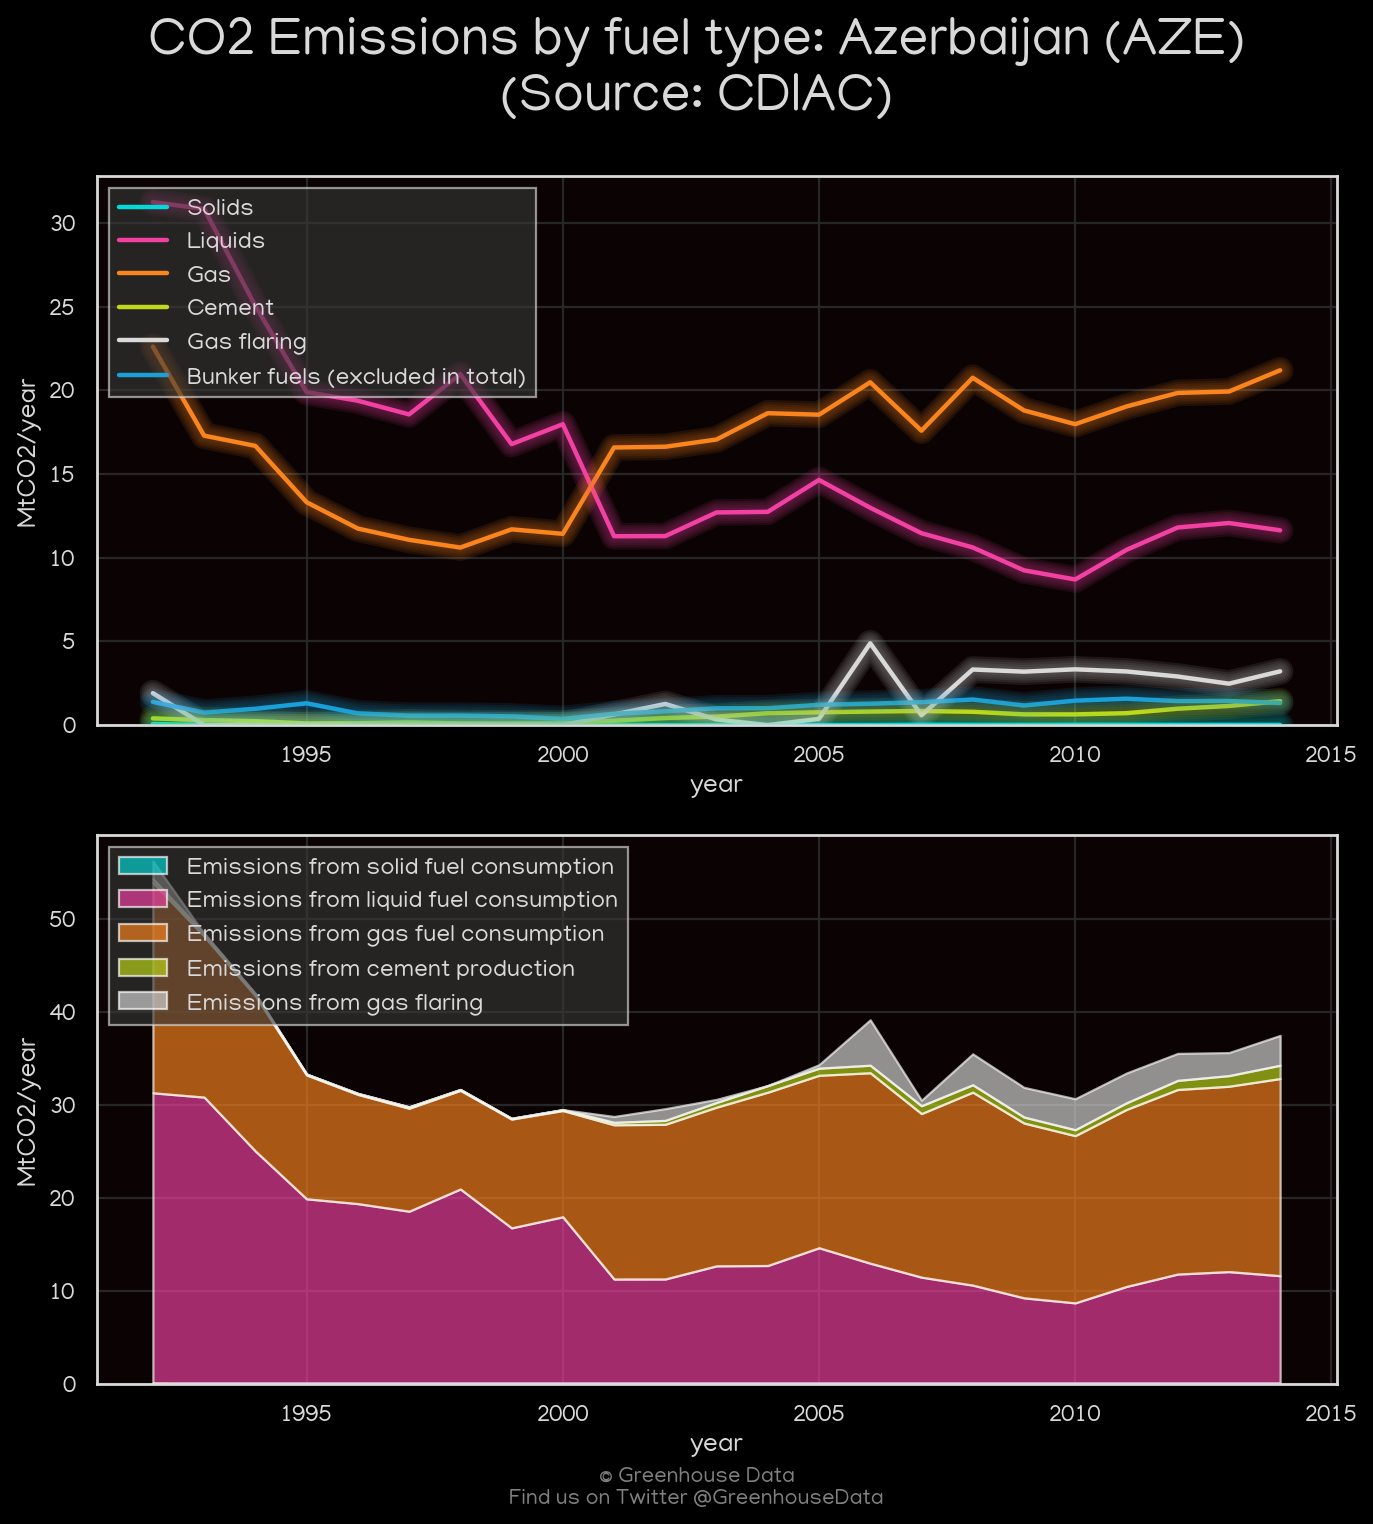 CO2 Emissions by fuel type: Azerbaijan (AZE)
(Source: CDIAC)
MtCO2/year
30
25
20
15
10
5
0
Solids
Liquids
Gas
Cement
Gas flaring
Bunker fuels (excluded in total)
1995 2000 2005 2010 2015
year
MtCO2/year
50
40
30
20
10
0
Emissions from solid fuel consumption
Emissions from liquid fuel consumption
Emissions from gas fuel consumption
Emissions from cement production
Emissions from gas flaring
1995 2000 2005 2010 2015
year
© Greenhouse Data
Find us on Twitter @GreenhouseData